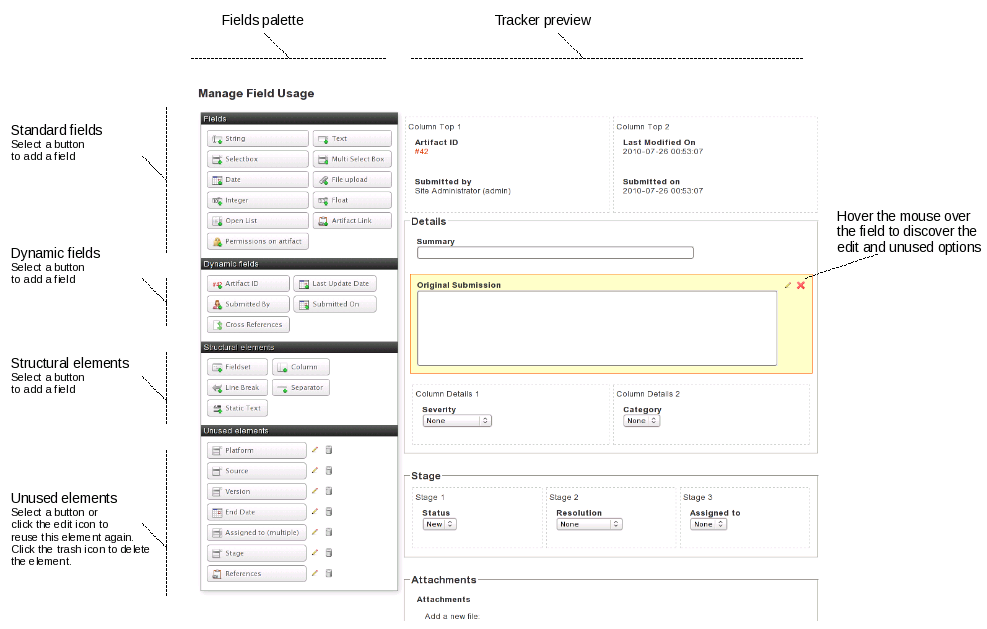 Fields palette
Tracker preview
Manage Field Usage
Standard fields
Select a button
to add a field
Dynamic fields
Select a button
to add a field
Structural elements
Select a button
to add a field
Unused elements
Select a button or
click the edit icon to
reuse this element again.
Click the trash icon to delete
the element.
Fields
String Text
Selectbox Multi Select Box
Date File upload
Integer Float
Open List Artifact Link
Permissions on artifact
Dynamic fields
#42 Artifact ID Last Update Date
Submitted By Submitted On
Cross References
Structural elements
Fieldset Column
Line Break Separator
Static Text
Unused elements
Platform
Source
Version
End Date
Assigned to (multiple)
Stage
References
Column Top 1
Artifact ID
#42
Submitted by
Site Administrator (admin)
Column Top 2
Last Modified On
2010-07-26 00:53:07
Submitted on
2010-07-26 00:53:07
Details
Summary
Original Submission
Column Details 1
Severity
None
Column Details 2
Category
None
Stage
Stage 1
Status
New
Stage 2
Resolution
None
Stage 3
Assigned to
None
Attachments
Attachments
Add a new file:
Hover the mouse over
the field to discover the
edit and unused options